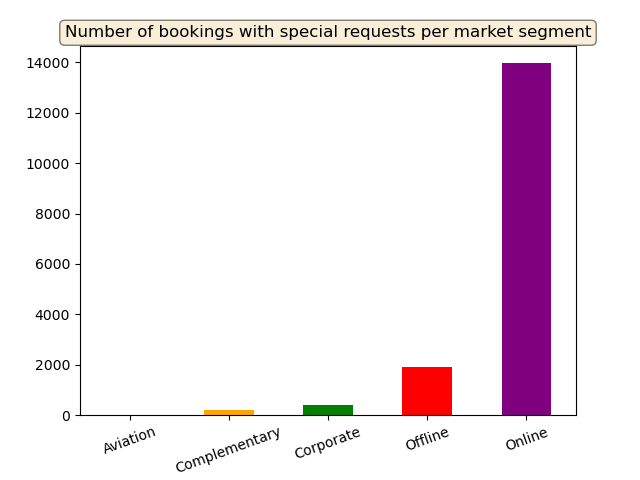 Number of bookings with special requests per market segment
14000
12000
10000
8000
6000
4000
2000
0
Aviation
Complementary
Corporate
Offline
Online